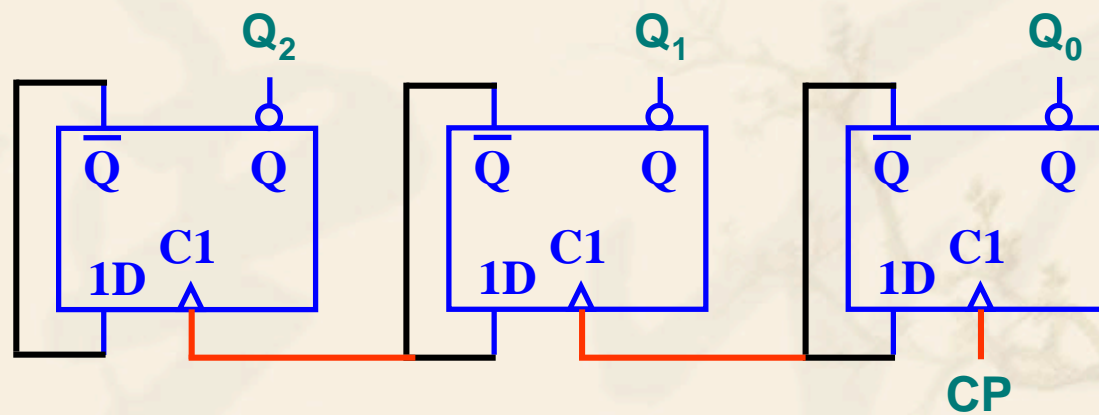 Q₂ Q₁ Q₀
Q̅ Q Q̅ Q Q̅ Q
C1 C1 C1
1D 1D 1D
CP